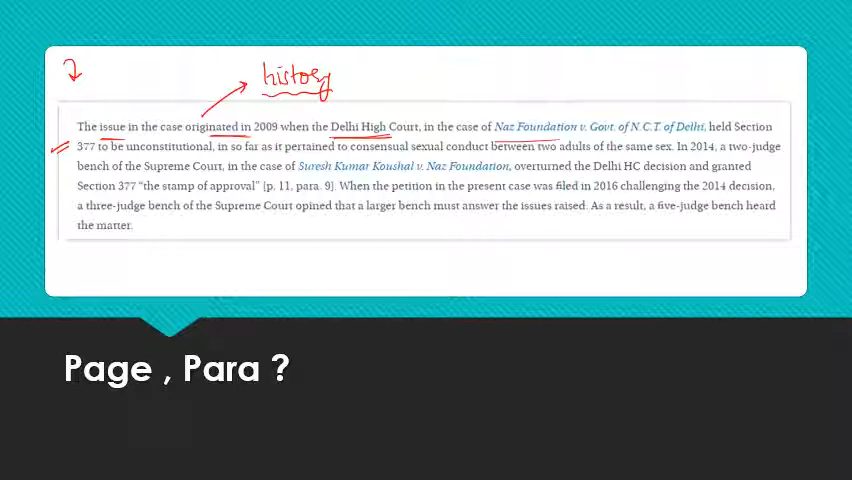 history
The issue in the case originated in 2009 when the Delhi High Court, in the case of Naz Foundation v. Govt. of N.C.T. of Delhi, held Section
377 to be unconstitutional, in so far as it pertained to consensual sexual conduct between two adults of the same sex. In 2014, a two-judge
bench of the Supreme Court, in the case of Suresh Kumar Koushal v. Naz Foundation, overturned the Delhi HC decision and granted
Section 377 “the stamp of approval” [p. 11, para. 9]. When the petition in the present case was filed in 2016 challenging the 2014 decision,
a three-judge bench of the Supreme Court opined that a larger bench must answer the issues raised. As a result, a five-judge bench heard
the matter.
Page , Para ?